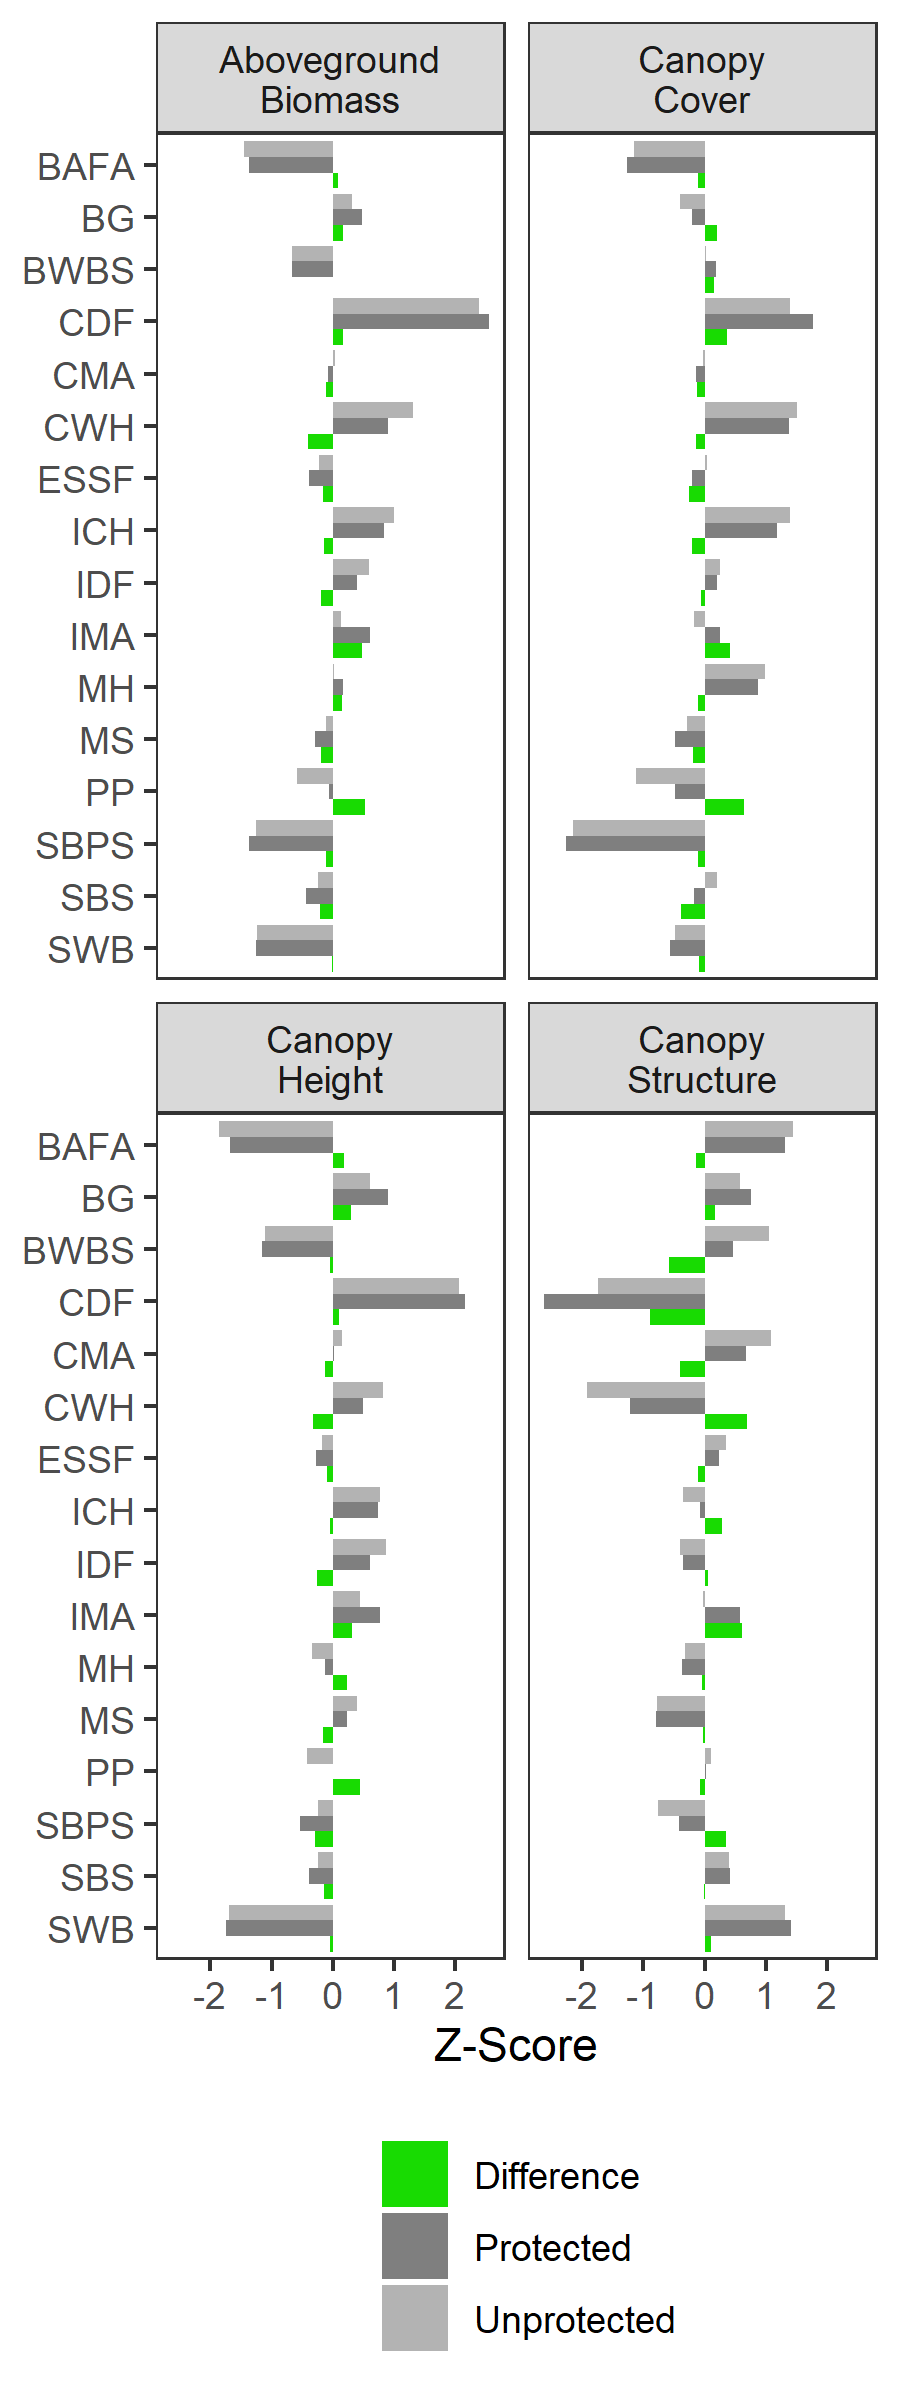 Aboveground
Biomass
Canopy
Cover
BAFA
BG
BWBS
CDF
CMA
CWH
ESSF
ICH
IDF
IMA
MH
MS
PP
SBPS
SBS
SWB
Canopy
Height
Canopy
Structure
BAFA
BG
BWBS
CDF
CMA
CWH
ESSF
ICH
IDF
IMA
MH
MS
PP
SBPS
SBS
SWB
-2 -1 0 1 2 -2 -1 0 1 2
Z-Score
Difference
Protected
Unprotected